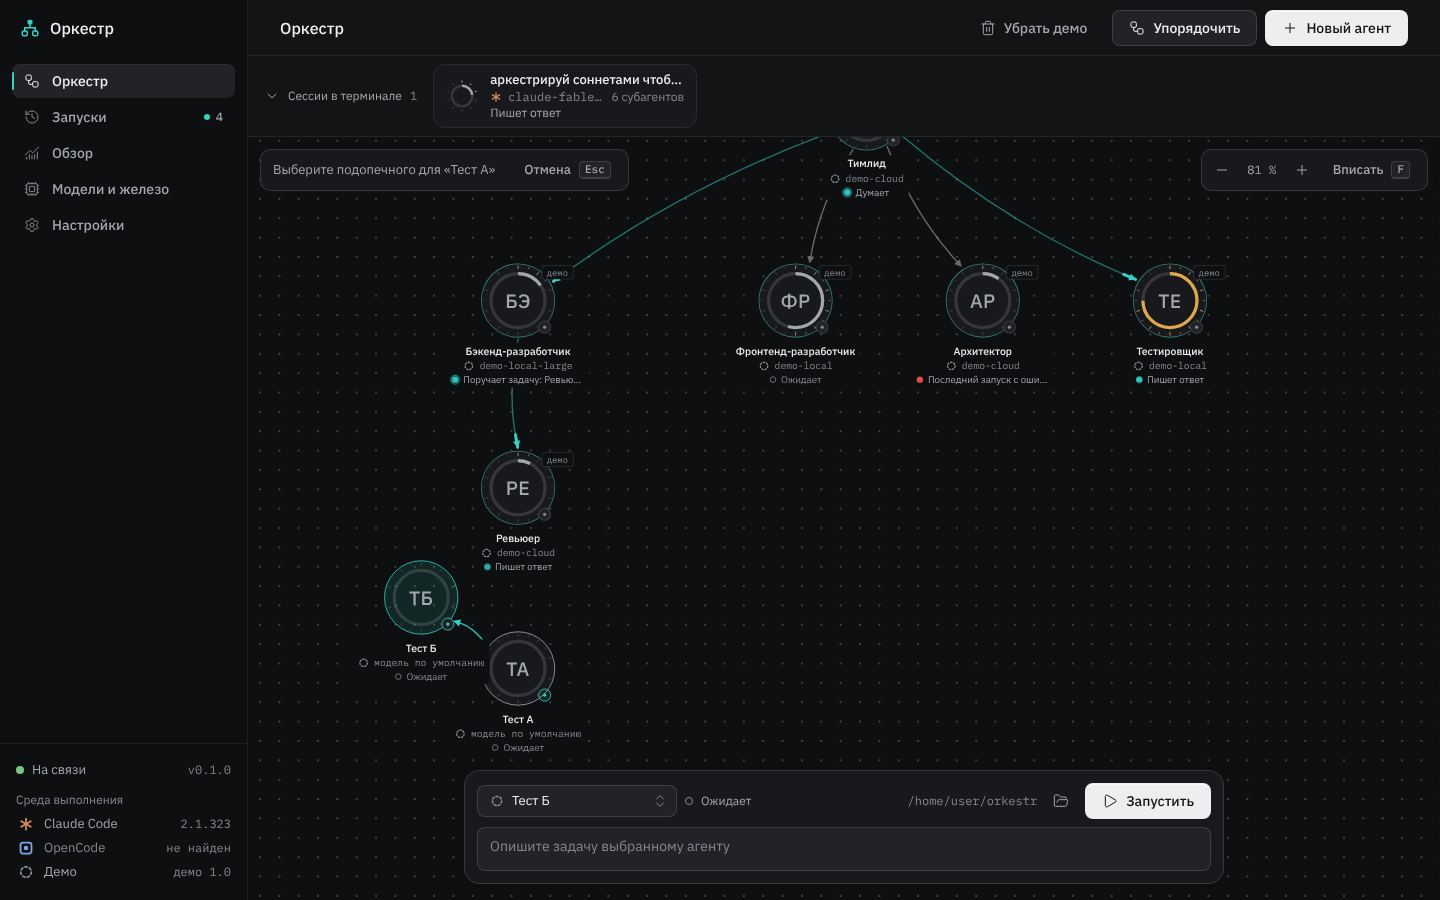 Оркестр
Оркестр
Запуски
4
Обзор
Модели и железо
Настройки
На связи
v0.1.0
Среда выполнения
Claude Code
2.1.323
OpenCode
не найден
Демо
демо 1.0
Оркестр
Убрать демо
Упорядочить
Новый агент
Сессии в терминале 1
аркестрируй соннетами чтоб...
claude-fable… 6 субагентов
Пишет ответ
Выберите подопечного для «Тест А»
Отмена Esc
81 %
Вписать F
Тимлид
demo-cloud
Думает
БЭ
демо
Бэкенд-разработчик
demo-local-large
Поручает задачу: Ревью...
ФР
демо
Фронтенд-разработчик
demo-local
Ожидает
АР
демо
Архитектор
demo-cloud
Последний запуск с оши...
ТЕ
демо
Тестировщик
demo-local
Пишет ответ
РЕ
демо
Ревьюер
demo-cloud
Пишет ответ
ТБ
Тест Б
модель по умолчанию
Ожидает
ТА
Тест А
модель по умолчанию
Ожидает
Тест Б
Ожидает
/home/user/orkestr
Запустить
Опишите задачу выбранному агенту